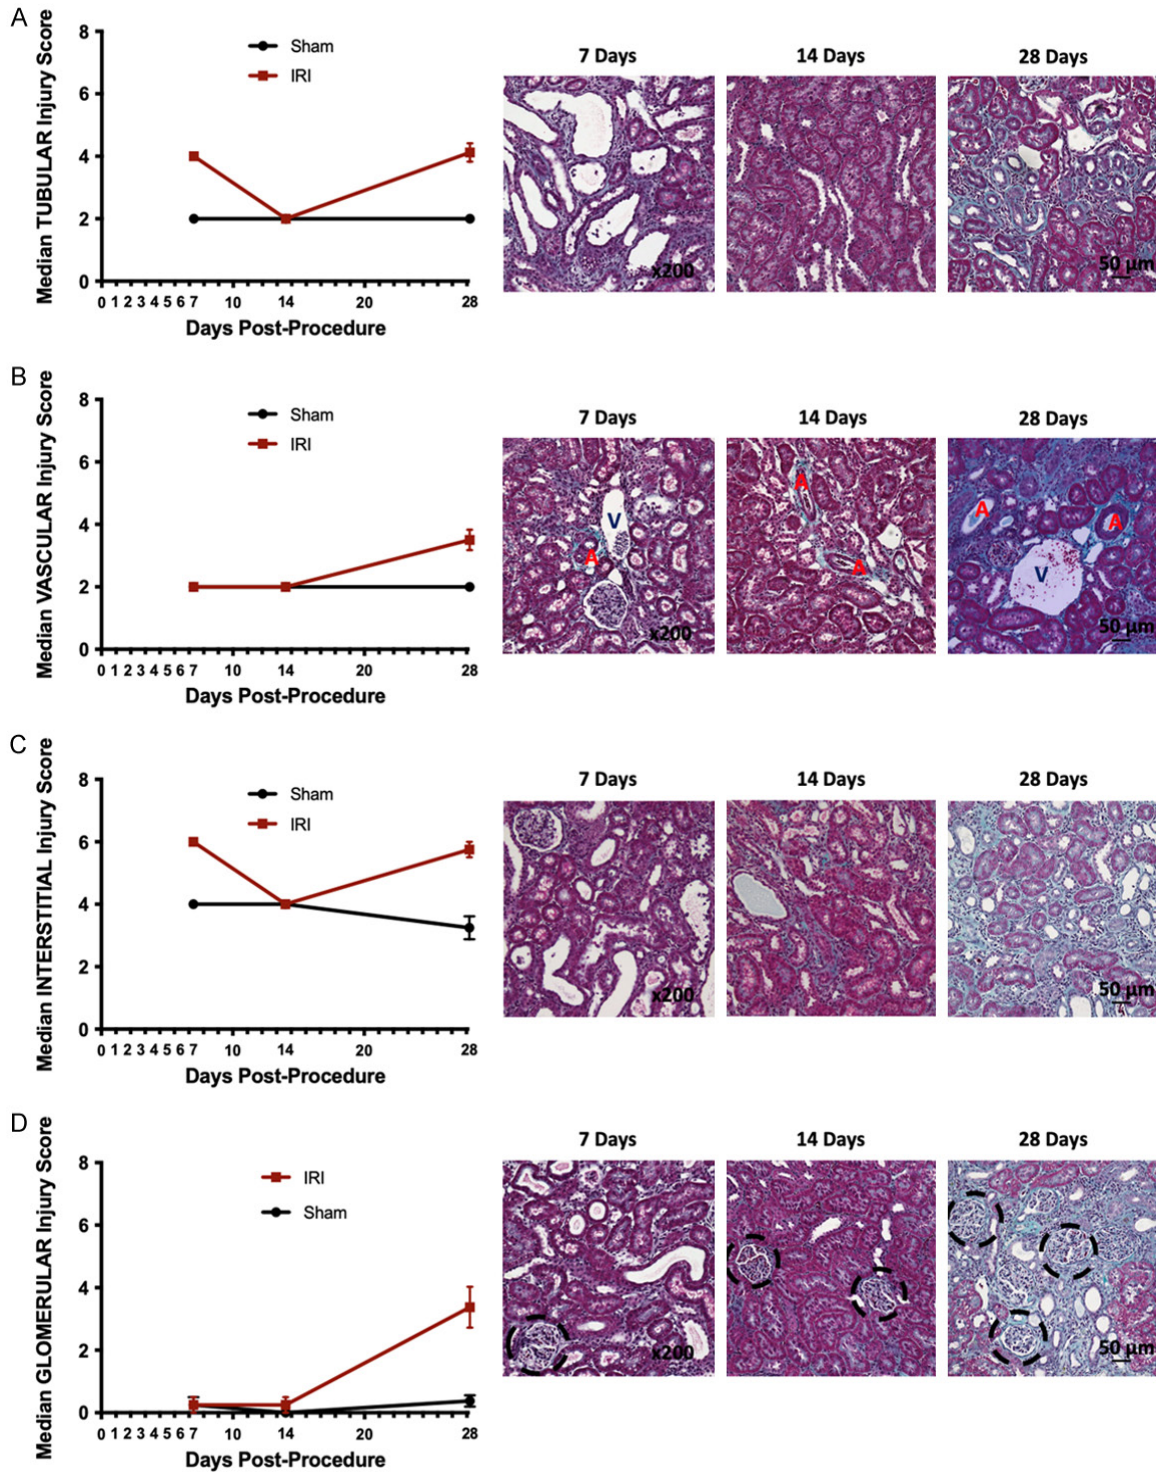 A
Median TUBULAR Injury Score
8
6
4
2
0
Sham
IRI
0 1 2 3 4 5 6 7 10 14 20 28
Days Post-Procedure
7 Days
14 Days
28 Days
x200
50 µm
B
Median VASCULAR Injury Score
8
6
4
2
0
Sham
IRI
0 1 2 3 4 5 6 7 10 14 20 28
Days Post-Procedure
7 Days
14 Days
28 Days
V
A
x200
A
A
A
A
V
50 µm
C
Median INTERSTITIAL Injury Score
8
6
4
2
0
Sham
IRI
0 1 2 3 4 5 6 7 10 14 20 28
Days Post-Procedure
7 Days
14 Days
28 Days
x200
50 µm
D
Median GLOMERULAR Injury Score
8
6
4
2
0
IRI
Sham
0 1 2 3 4 5 6 7 10 14 20 28
Days Post-Procedure
7 Days
14 Days
28 Days
x200
50 µm